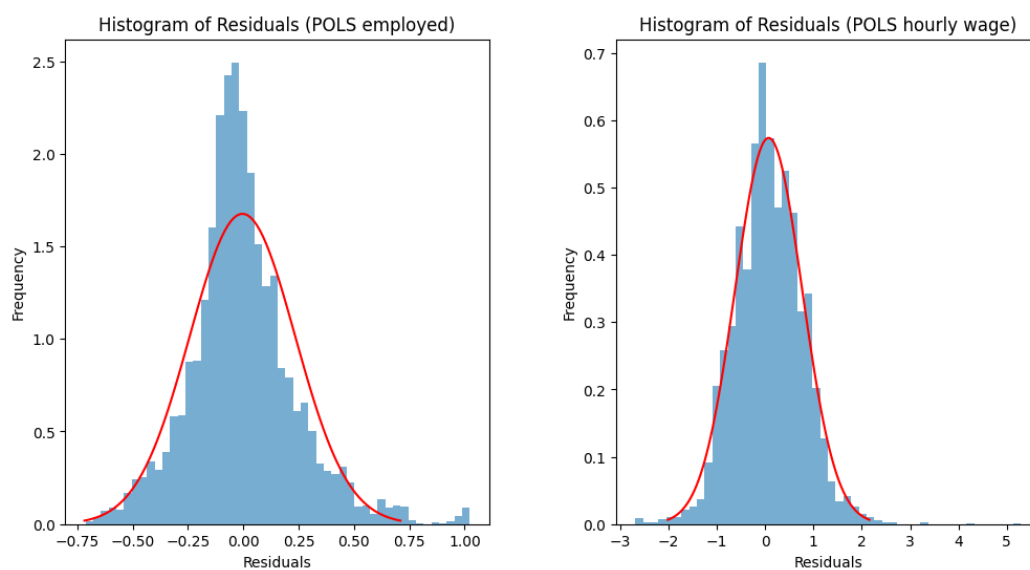 Histogram of Residuals (POLS employed)
2.5
2.0
1.5
1.0
0.5
0.0
Frequency
−0.75 −0.50 −0.25 0.00 0.25 0.50 0.75 1.00
Residuals
Histogram of Residuals (POLS hourly wage)
0.7
0.6
0.5
0.4
0.3
0.2
0.1
0.0
Frequency
−3 −2 −1 0 1 2 3 4 5
Residuals